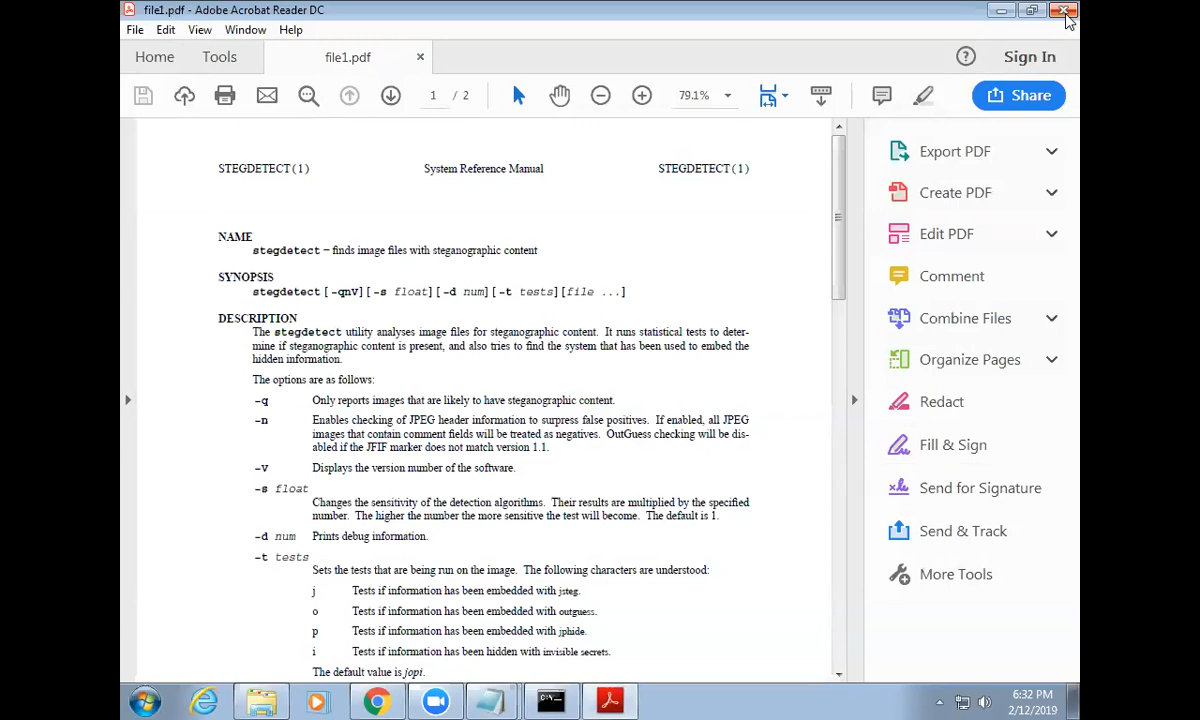 file1.pdf - Adobe Acrobat Reader DC
File Edit View Window Help
Home Tools file1.pdf × ? Sign In
1 / 2 79.1% Share
STEGDETECT(1) System Reference Manual STEGDETECT(1)
NAME
stegdetect – finds image files with steganographic content
SYNOPSIS
stegdetect [-qnV][-s float][-d num][-t tests][file ...]
DESCRIPTION
The stegdetect utility analyses image files for steganographic content. It runs statistical tests to deter-
mine if steganographic content is present, and also tries to find the system that has been used to embed the
hidden information.
The options are as follows:
-q Only reports images that are likely to have steganographic content.
-n Enables checking of JPEG header information to surpress false positives. If enabled, all JPEG
images that contain comment fields will be treated as negatives. OutGuess checking will be dis-
abled if the JFIF marker does not match version 1.1.
-V Displays the version number of the software.
-s float
Changes the sensitivity of the detection algorithms. Their results are multiplied by the specified
number. The higher the number the more sensitive the test will become. The default is 1.
-d num Prints debug information.
-t tests
Sets the tests that are being run on the image. The following characters are understood:
j Tests if information has been embedded with jsteg.
o Tests if information has been embedded with outguess.
p Tests if information has been embedded with jphide.
i Tests if information has been hidden with invisible secrets.
The default value is jopi.
Export PDF
Create PDF
Edit PDF
Comment
Combine Files
Organize Pages
Redact
Fill & Sign
Send for Signature
Send & Track
More Tools
6:32 PM
2/12/2019